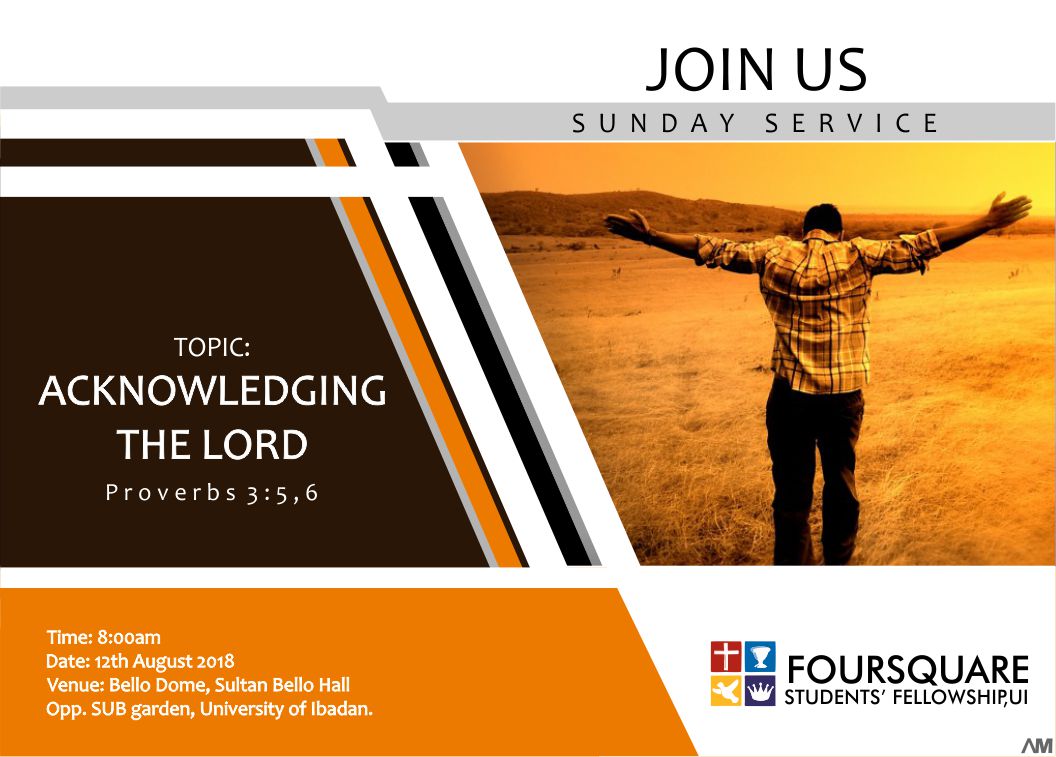 JOIN US
SUNDAY SERVICE
TOPIC:
ACKNOWLEDGING
THE LORD
Proverbs 3:5,6
Time: 8:00am
Date: 12th August 2018
Venue: Bello Dome, Sultan Bello Hall
Opp. SUB garden, University of Ibadan.
FOURSQUARE
STUDENTS' FELLOWSHIP,UI
AM